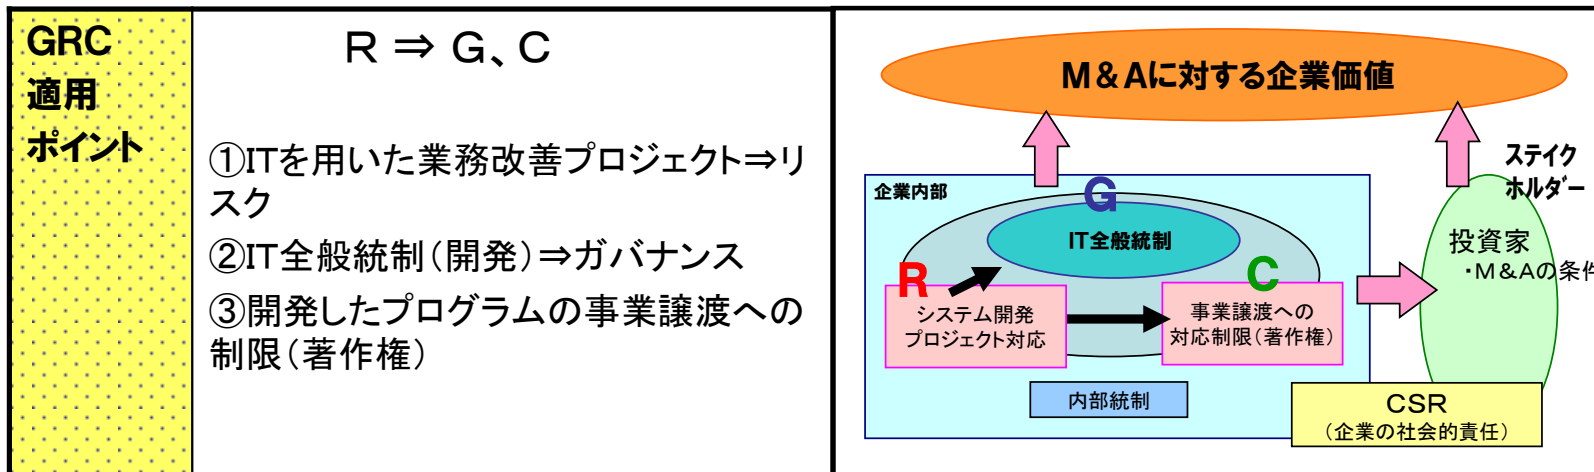 GRC
適用
ポイント
R ⇒ G、C
①ITを用いた業務改善プロジェクト⇒リ
スク
②IT全般統制(開発)⇒ガバナンス
③開発したプログラムの事業譲渡への
制限(著作権)
M&Aに対する企業価値
企業内部
G
IT全般統制
R
C
システム開発
プロジェクト対応
事業譲渡への
対応制限(著作権)
内部統制
ステイク
ホルダー
投資家
・M&Aの条件
CSR
(企業の社会的責任)